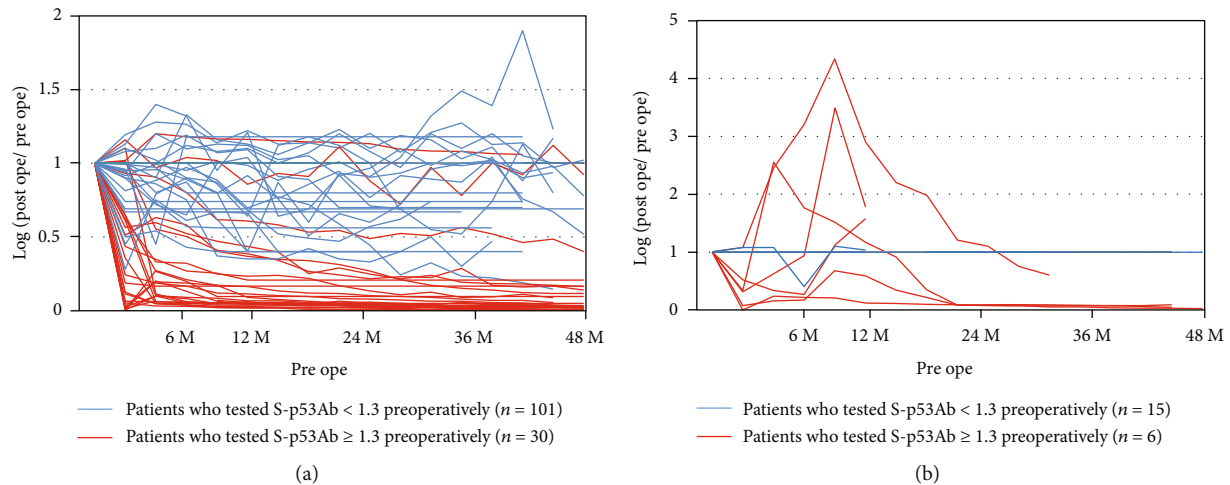 2
1.5
1
0.5
0
Log (post ope/ pre ope)
6 M 12 M 24 M 36 M 48 M
Pre ope
Patients who tested S-p53Ab < 1.3 preoperatively (n = 101)
Patients who tested S-p53Ab ≥ 1.3 preoperatively (n = 30)
(a)
5
4
3
2
1
0
Log (post ope/ pre ope)
6 M 12 M 24 M 36 M 48 M
Pre ope
Patients who tested S-p53Ab < 1.3 preoperatively (n = 15)
Patients who tested S-p53Ab ≥ 1.3 preoperatively (n = 6)
(b)